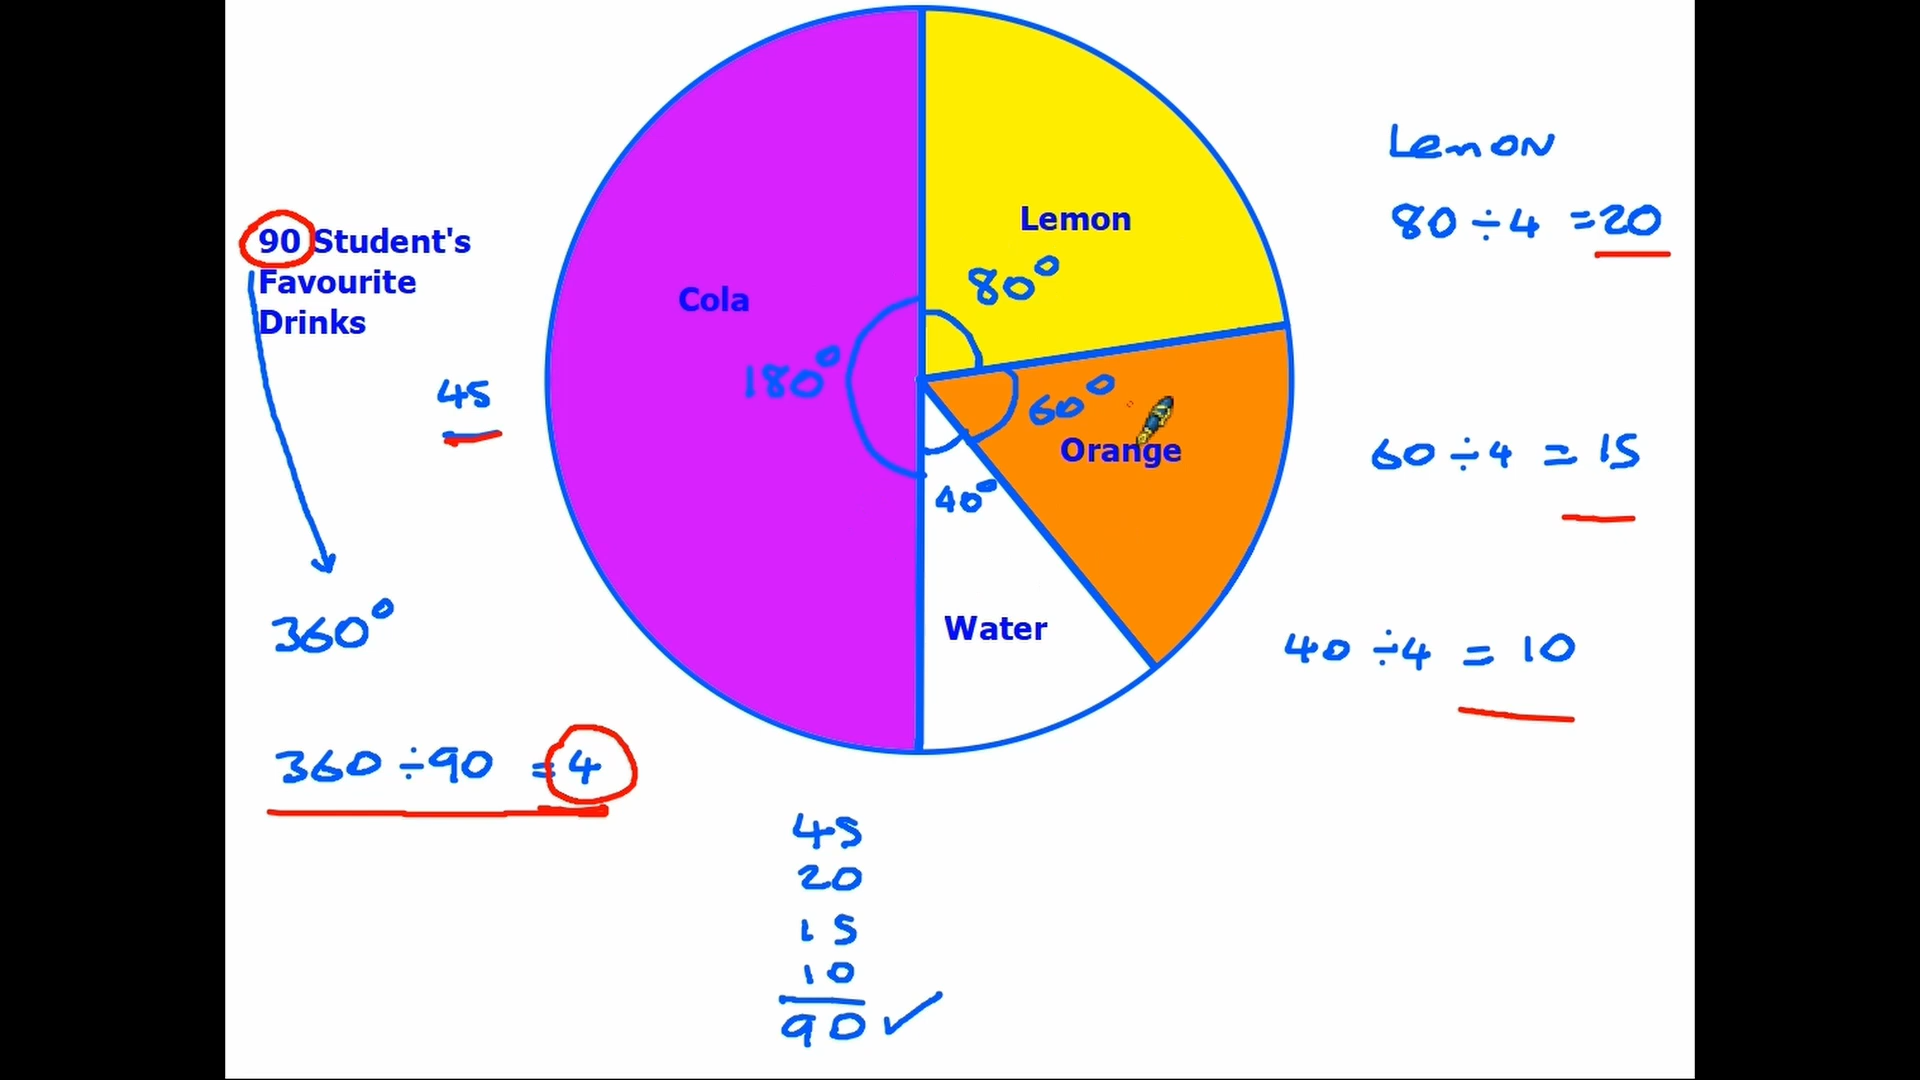 90 Student's
Favourite
Drinks
45
360°
360 ÷ 90 = 4
Cola
180°
Lemon
80°
60°
Orange
40°
Water
Lemon
80 ÷ 4 = 20
60 ÷ 4 = 15
40 ÷ 4 = 10
45
20
15
10
90 ✓